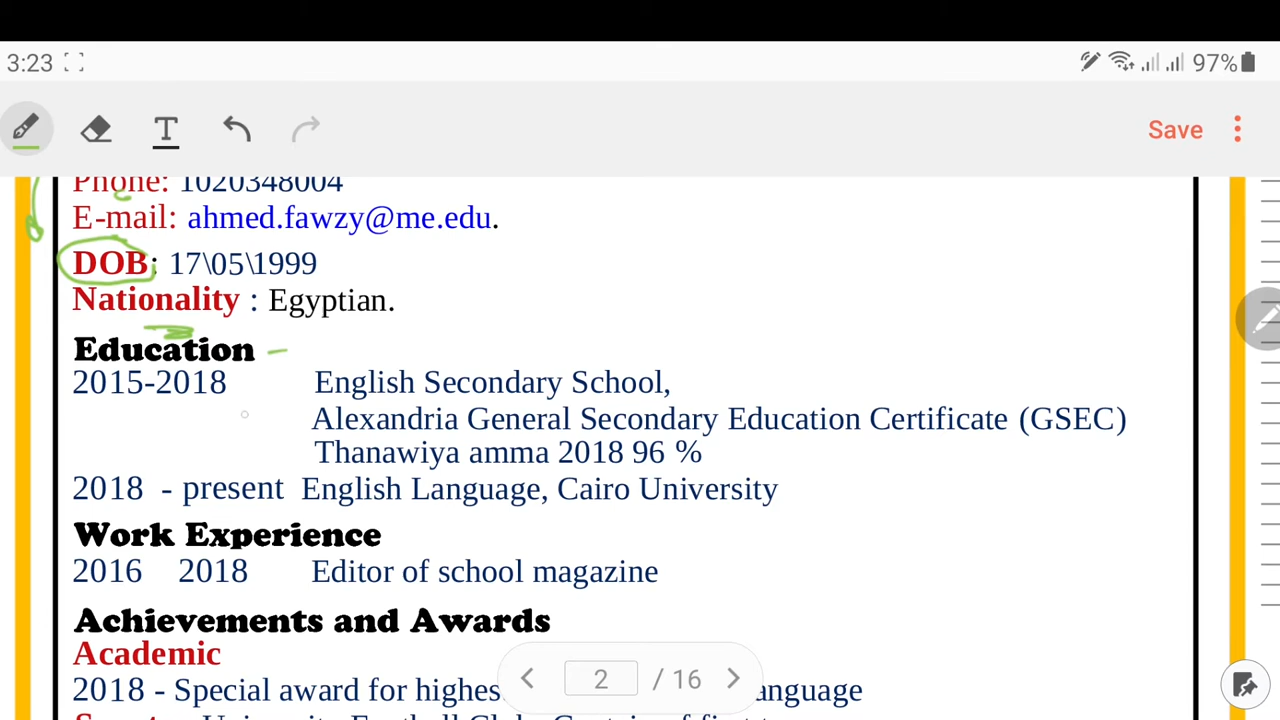 3:23 97%
T Save
Phone: 1020348004
E-mail: ahmed.fawzy@me.edu.
DOB: 17\05\1999
Nationality : Egyptian.
Education
2015-2018 English Secondary School,
Alexandria General Secondary Education Certificate (GSEC)
Thanawiya amma 2018 96 %
2018 - present English Language, Cairo University
Work Experience
2016 2018 Editor of school magazine
Achievements and Awards
Academic
2018 - Special award for highes anguage
2 / 16